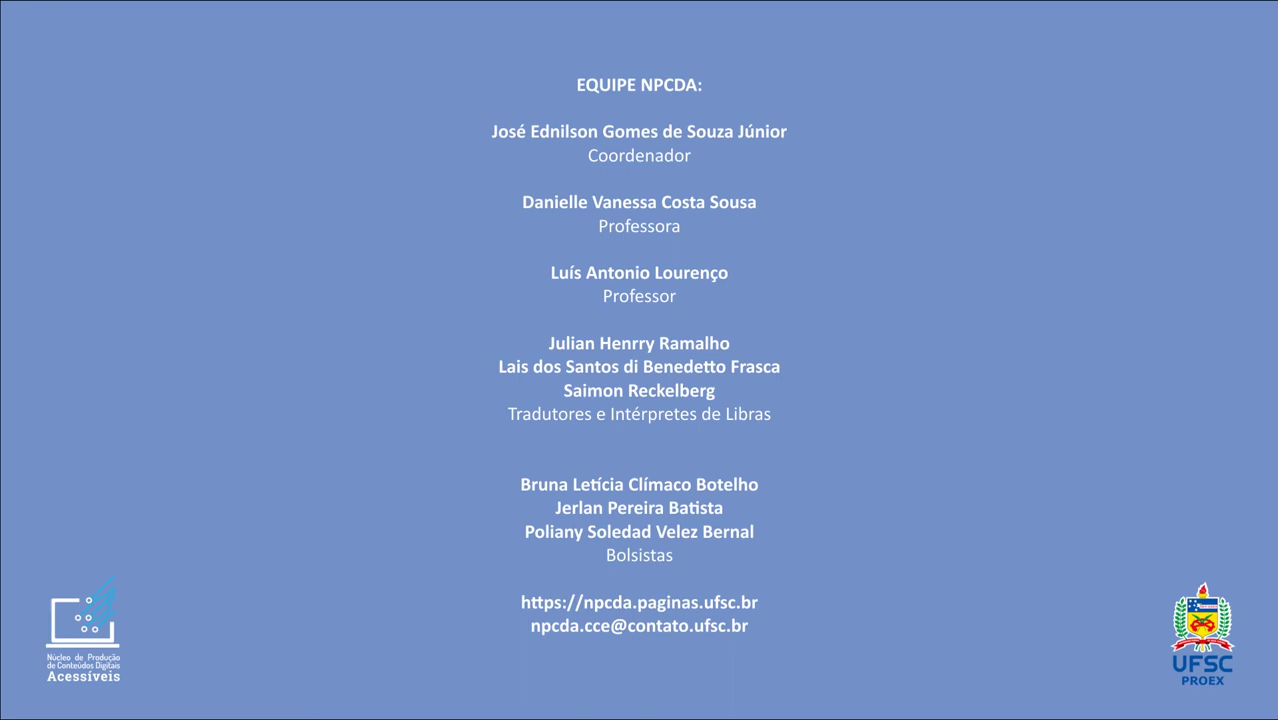 EQUIPE NPCDA:
José Ednilson Gomes de Souza Júnior
Coordenador
Danielle Vanessa Costa Sousa
Professora
Luís Antonio Lourenço
Professor
Julian Henrry Ramalho
Lais dos Santos di Benedetto Frasca
Saimon Reckelberg
Tradutores e Intérpretes de Libras
Bruna Letícia Clímaco Botelho
Jerlan Pereira Batista
Poliany Soledad Velez Bernal
Bolsistas
https://npcda.paginas.ufsc.br
npcda.cce@contato.ufsc.br
Núcleo de Produção
de Conteúdos Digitais
Acessíveis
UFSC
PROEX